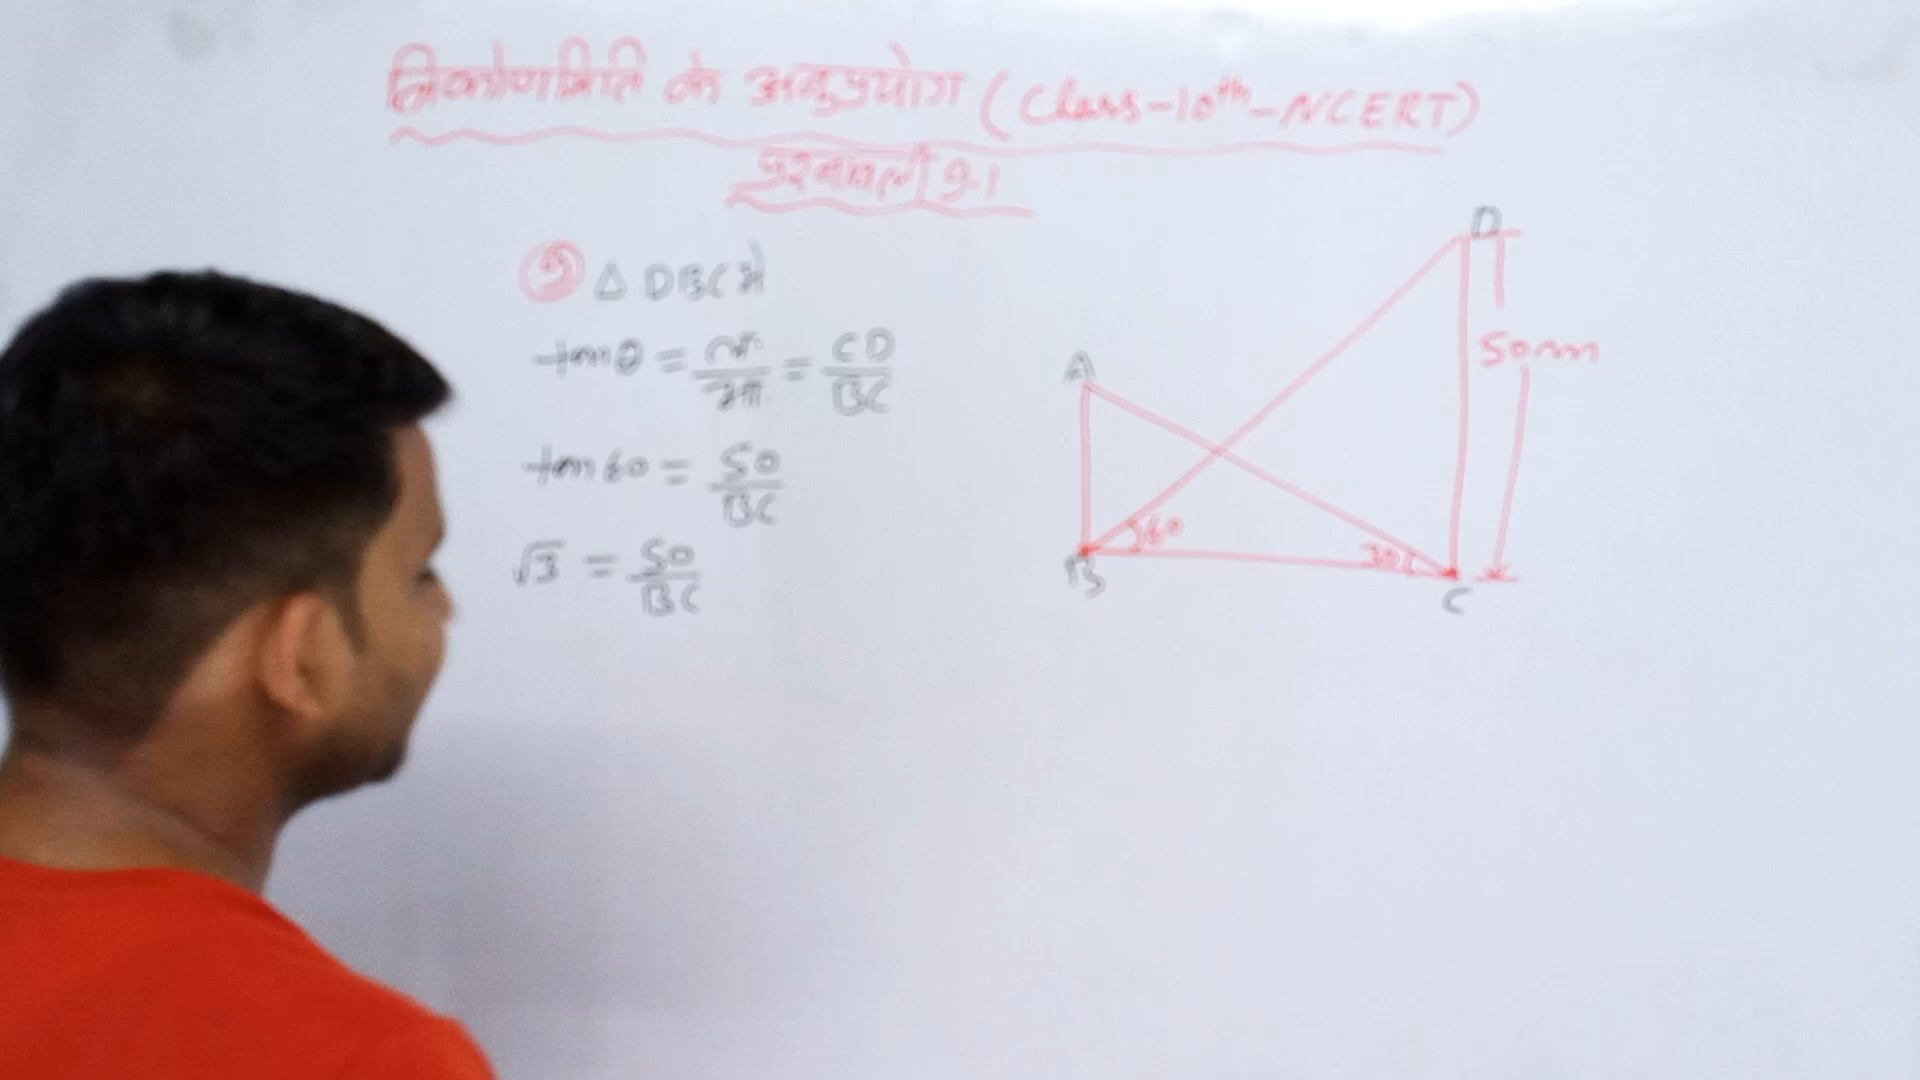 त्रिकोणमिति के अनुप्रयोग (Class-10th-NCERT)
प्रश्नावली 9.1
9 Δ DBC में
tanθ = लं / आ = CD / BC
tan60 = 50 / BC
√3 = 50 / BC
D
50m
A
60
30
B
C